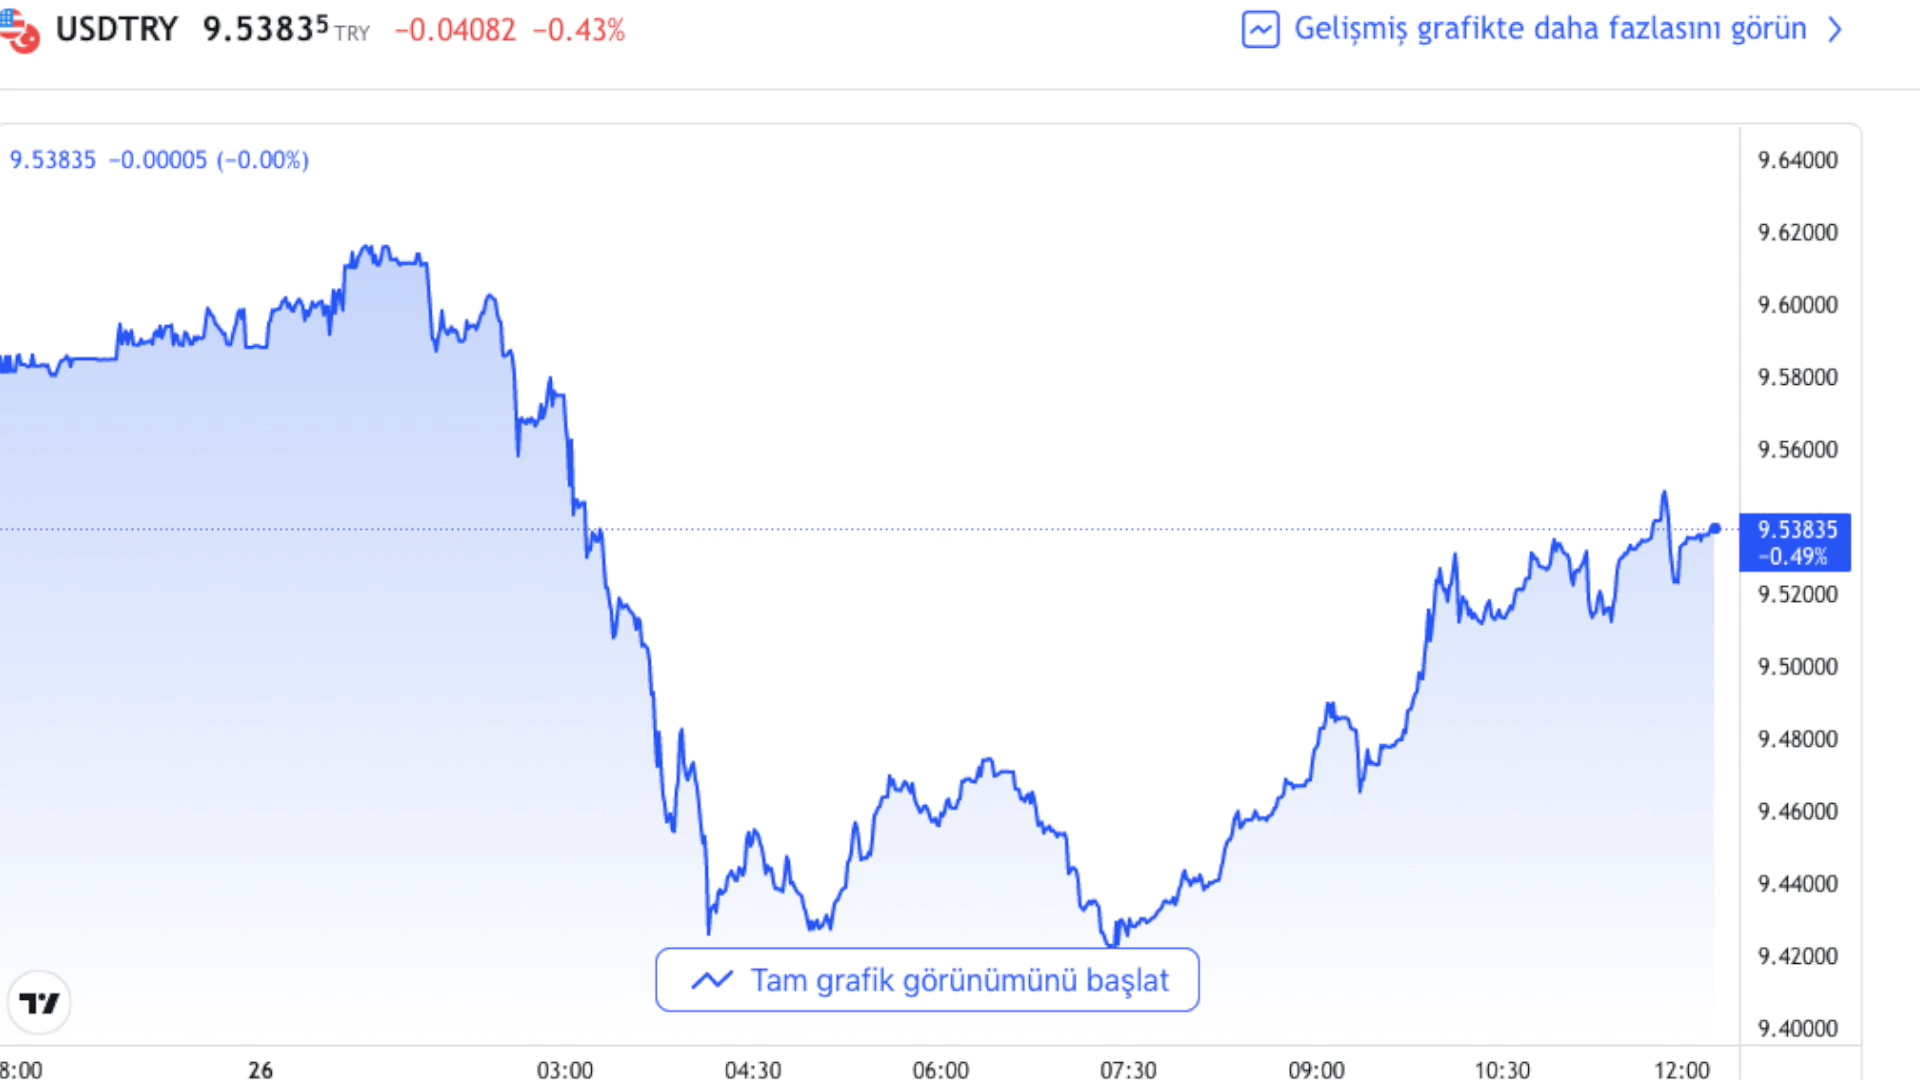 USDTRY 9.53835 TRY −0.04082 −0.43%
Gelişmiş grafikte daha fazlasını görün
9.53835 −0.00005 (−0.00%)
9.64000
9.62000
9.60000
9.58000
9.56000
9.53835
−0.49%
9.52000
9.50000
9.48000
9.46000
9.44000
9.42000
9.40000
Tam grafik görünümünü başlat
8:00 26 03:00 04:30 06:00 07:30 09:00 10:30 12:00